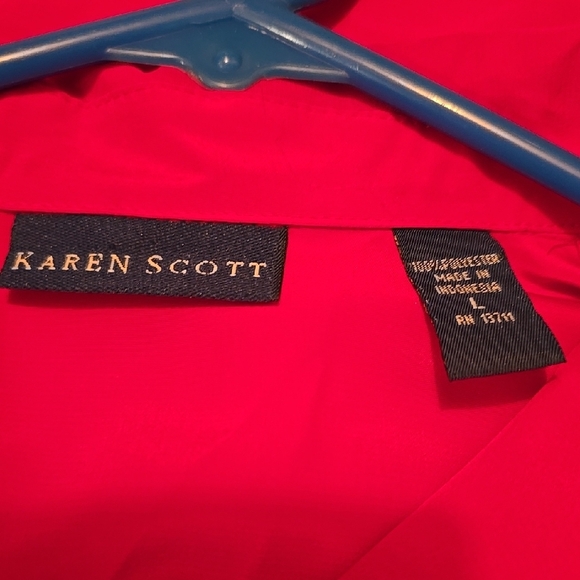 KAREN SCOTT
100% POLYESTER
MADE IN
INDONESIA
L
RN 13711